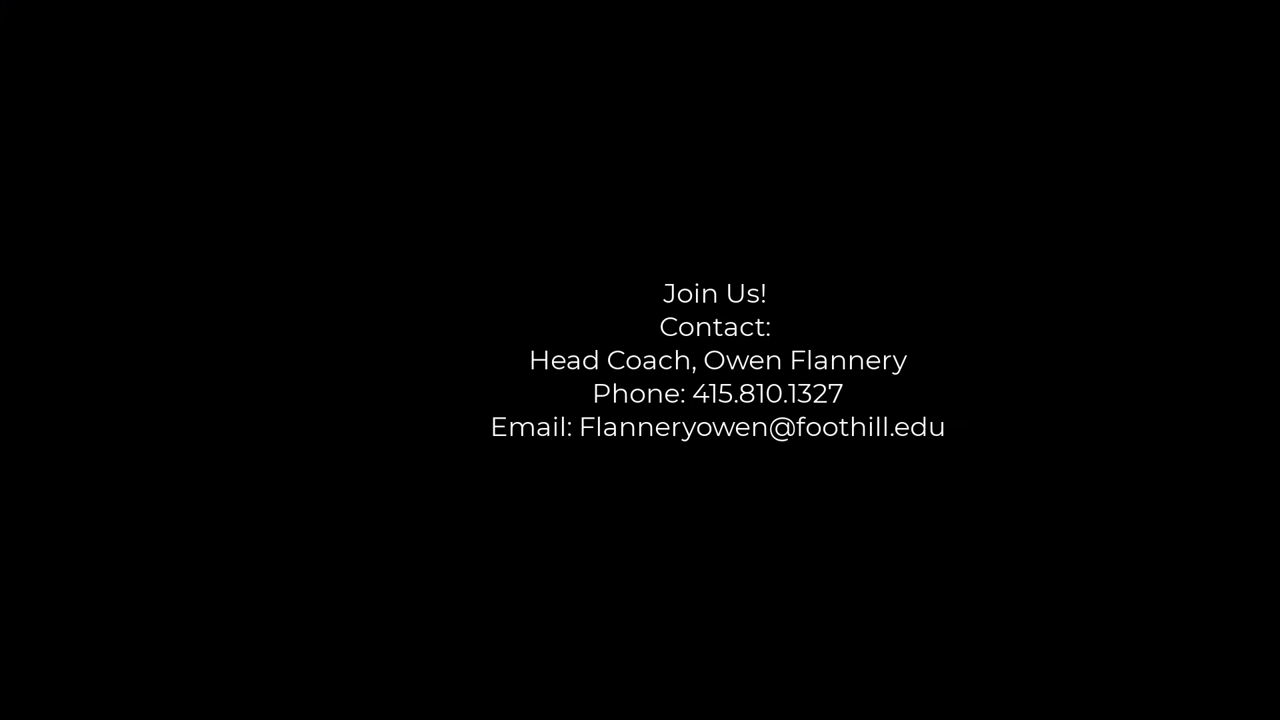 Join Us!
Contact:
Head Coach, Owen Flannery
Phone: 415.810.1327
Email: Flanneryowen@foothill.edu